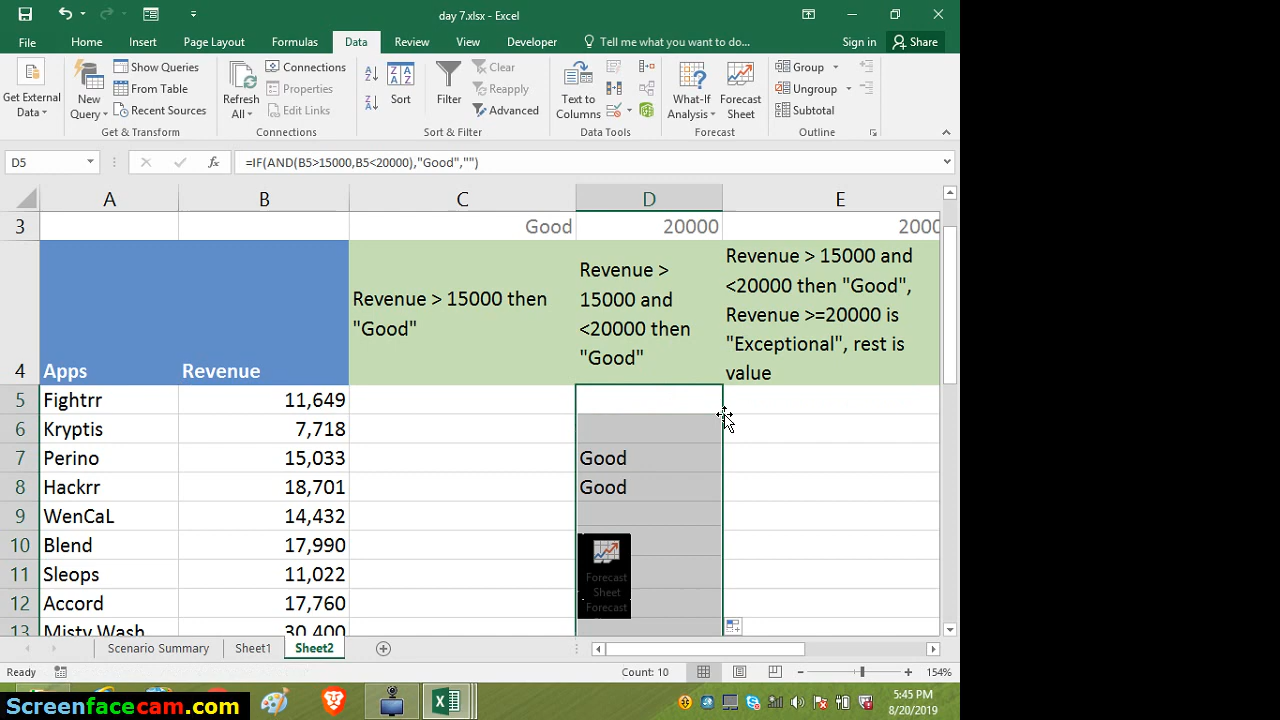 day 7.xlsx - Excel
File Home Insert Page Layout Formulas Data Review View Developer Tell me what you want to do... Sign in Share
Get External Data
New Query
Show Queries
From Table
Recent Sources
Get & Transform
Refresh All
Connections
Properties
Edit Links
Connections
Sort
Filter
Clear
Reapply
Advanced
Sort & Filter
Text to Columns
Data Tools
What-If Analysis
Forecast Sheet
Forecast
Group
Ungroup
Subtotal
Outline
D5 fx =IF(AND(B5>15000,B5<20000),"Good","")
A B C D E
3 Good 20000 2000
4 Apps Revenue
Revenue > 15000 then
"Good"
Revenue >
15000 and
<20000 then
"Good"
Revenue > 15000 and
<20000 then "Good",
Revenue >=20000 is
"Exceptional", rest is
value
5 Fightrr 11,649
6 Kryptis 7,718
7 Perino 15,033 Good
8 Hackrr 18,701 Good
9 WenCaL 14,432
10 Blend 17,990
11 Sleops 11,022
12 Accord 17,760
13 Misty Wash 30,400
Forecast
Sheet
Forecast
Scenario Summary Sheet1 Sheet2
Ready Count: 10 154%
Screenfacecam.com
5:45 PM
8/20/2019